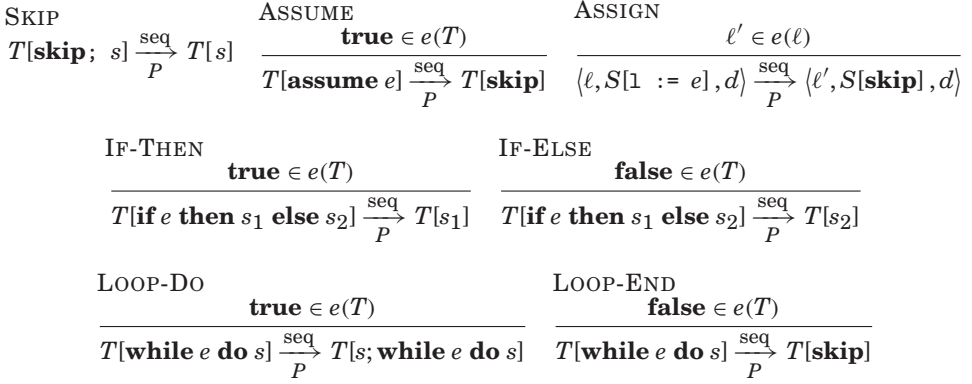 SKIP ASSUME ASSIGN
true ∈ e(T) ℓ′ ∈ e(ℓ)
T[skip; s] seq→P T[s] T[assume e] seq→P T[skip] ⟨ℓ, S[l := e], d⟩ seq→P ⟨ℓ′, S[skip], d⟩
IF-THEN IF-ELSE
true ∈ e(T) false ∈ e(T)
T[if e then s₁ else s₂] seq→P T[s₁] T[if e then s₁ else s₂] seq→P T[s₂]
LOOP-DO LOOP-END
true ∈ e(T) false ∈ e(T)
T[while e do s] seq→P T[s; while e do s] T[while e do s] seq→P T[skip]